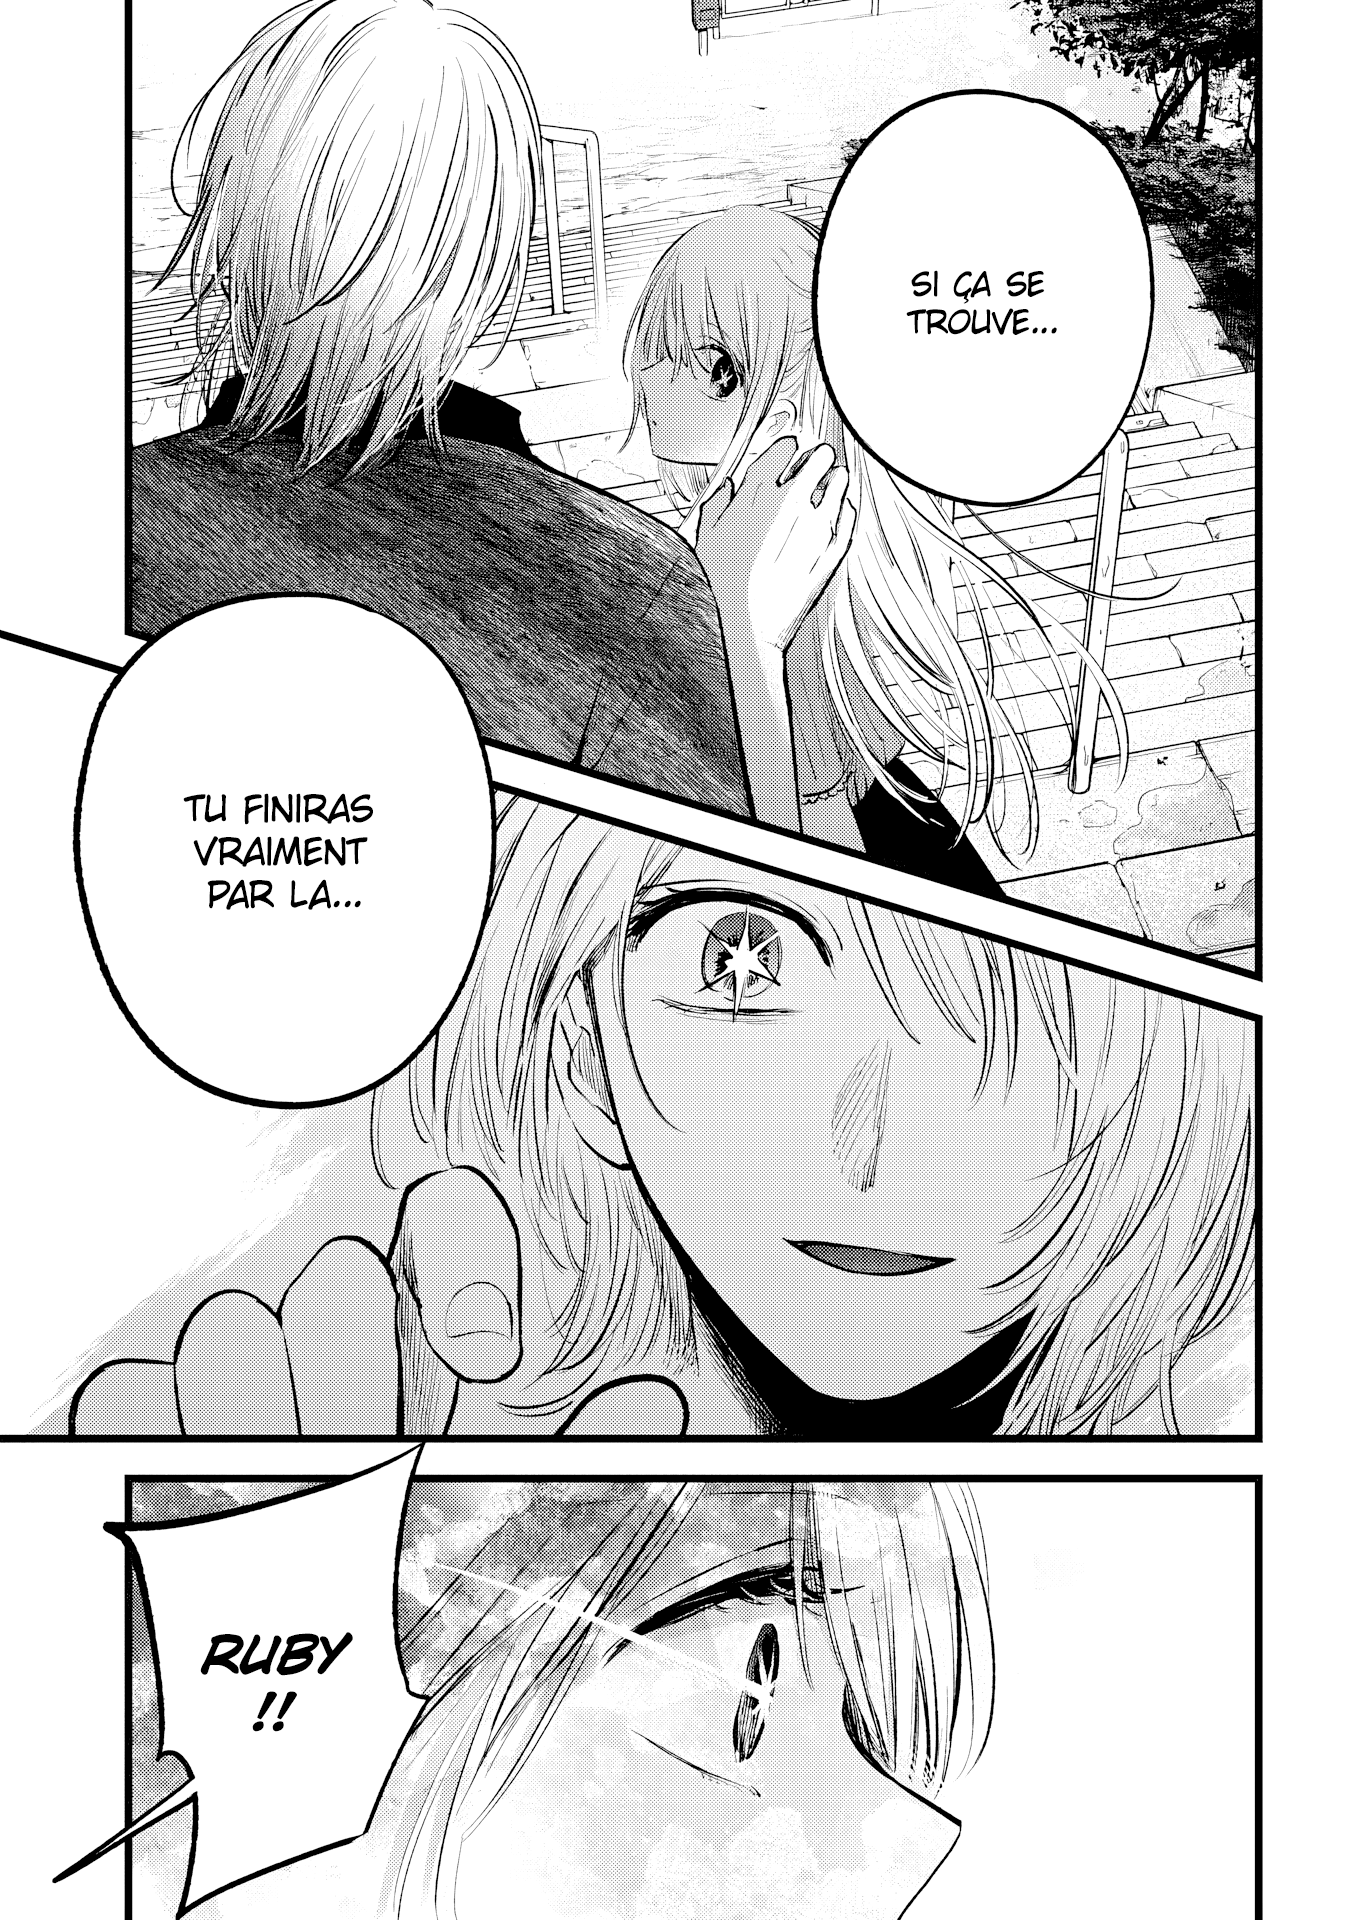 SI ÇA SE
TROUVE...
TU FINIRAS
VRAIMENT
PAR LA...
RUBY
!!